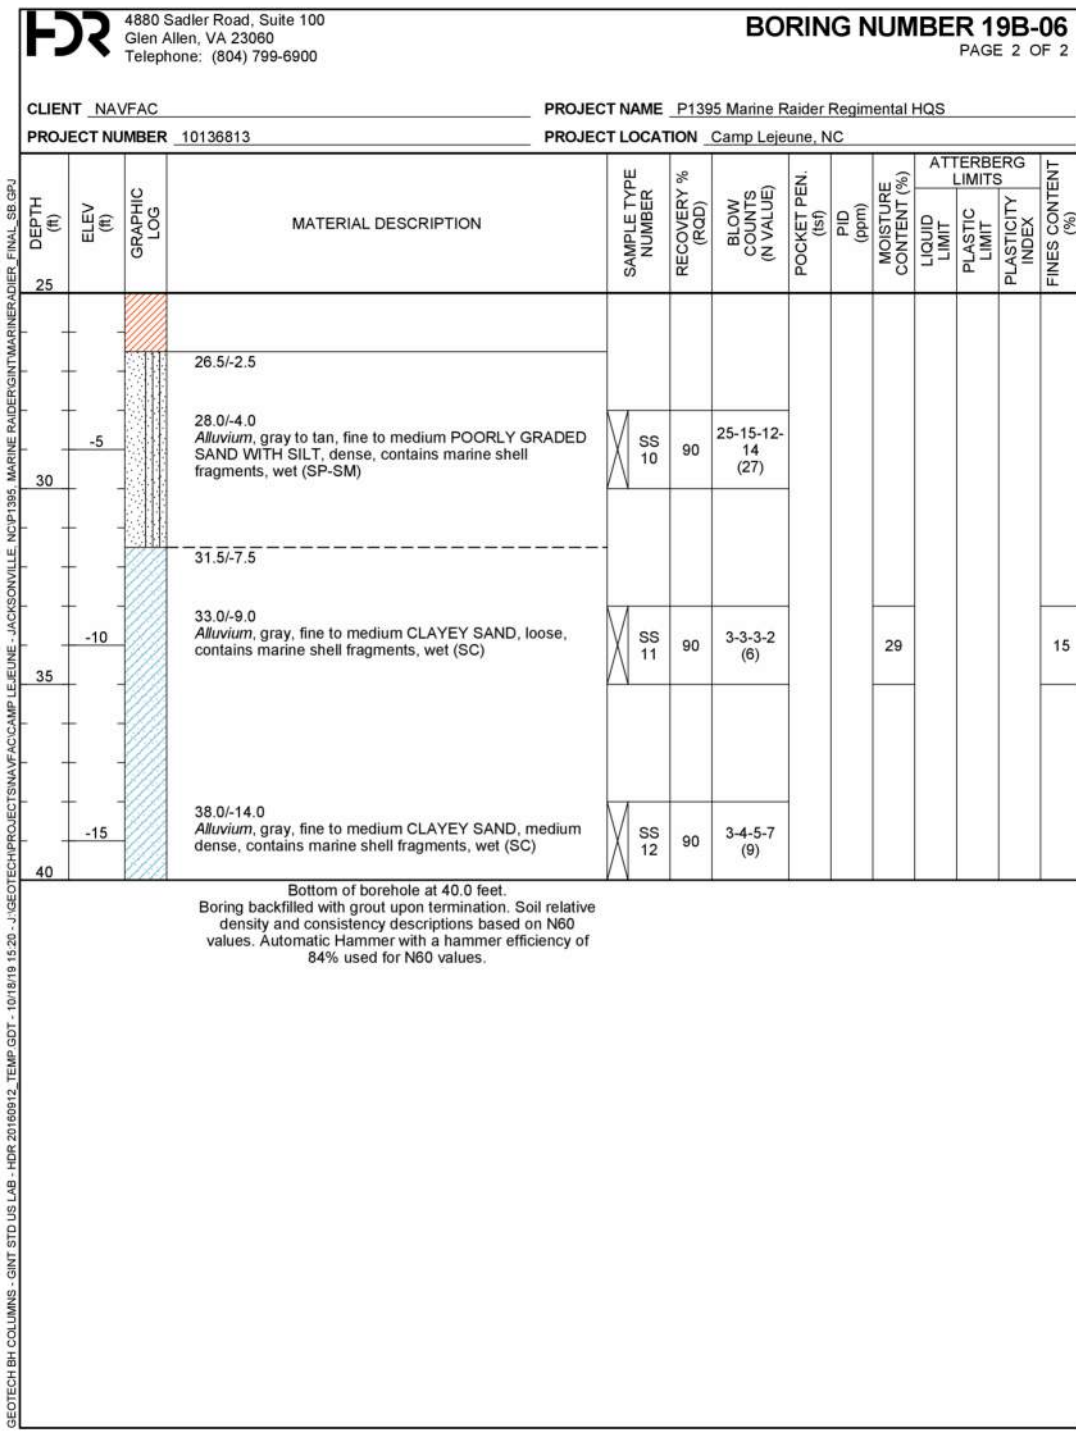 HDR
4880 Sadler Road, Suite 100
Glen Allen, VA 23060
Telephone: (804) 799-6900
BORING NUMBER 19B-06
PAGE 2 OF 2
CLIENT NAVFAC
PROJECT NAME P1395 Marine Raider Regimental HQS
PROJECT NUMBER 10136813
PROJECT LOCATION Camp Lejeune, NC
DEPTH
(ft)
ELEV
(ft)
GRAPHIC
LOG
MATERIAL DESCRIPTION
SAMPLE TYPE
NUMBER
RECOVERY %
(RQD)
BLOW
COUNTS
(N VALUE)
POCKET PEN.
(tsf)
PID
(ppm)
MOISTURE
CONTENT (%)
ATTERBERG
LIMITS
LIQUID
LIMIT
PLASTIC
LIMIT
PLASTICITY
INDEX
FINES CONTENT
(%)
25
26.5/-2.5
28.0/-4.0
Alluvium, gray to tan, fine to medium POORLY GRADED
SAND WITH SILT, dense, contains marine shell
fragments, wet (SP-SM)
-5
SS
10
90
25-15-12-
14
(27)
30
31.5/-7.5
33.0/-9.0
Alluvium, gray, fine to medium CLAYEY SAND, loose,
contains marine shell fragments, wet (SC)
-10
SS
11
90
3-3-3-2
(6)
29
15
35
38.0/-14.0
Alluvium, gray, fine to medium CLAYEY SAND, medium
dense, contains marine shell fragments, wet (SC)
-15
SS
12
90
3-4-5-7
(9)
40
Bottom of borehole at 40.0 feet.
Boring backfilled with grout upon termination. Soil relative
density and consistency descriptions based on N60
values. Automatic Hammer with a hammer efficiency of
84% used for N60 values.
GEOTECH BH COLUMNS - GINT STD US LAB - HDR 20160912_TEMP.GDT - 10/18/19 15:20 - J:\GEOTECH\PROJECTS\NAVFAC\CAMP LEJEUNE - JACKSONVILLE, NC\P1395, MARINE RAIDER\GINT\MARINERADIER_FINAL_SB.GPJ